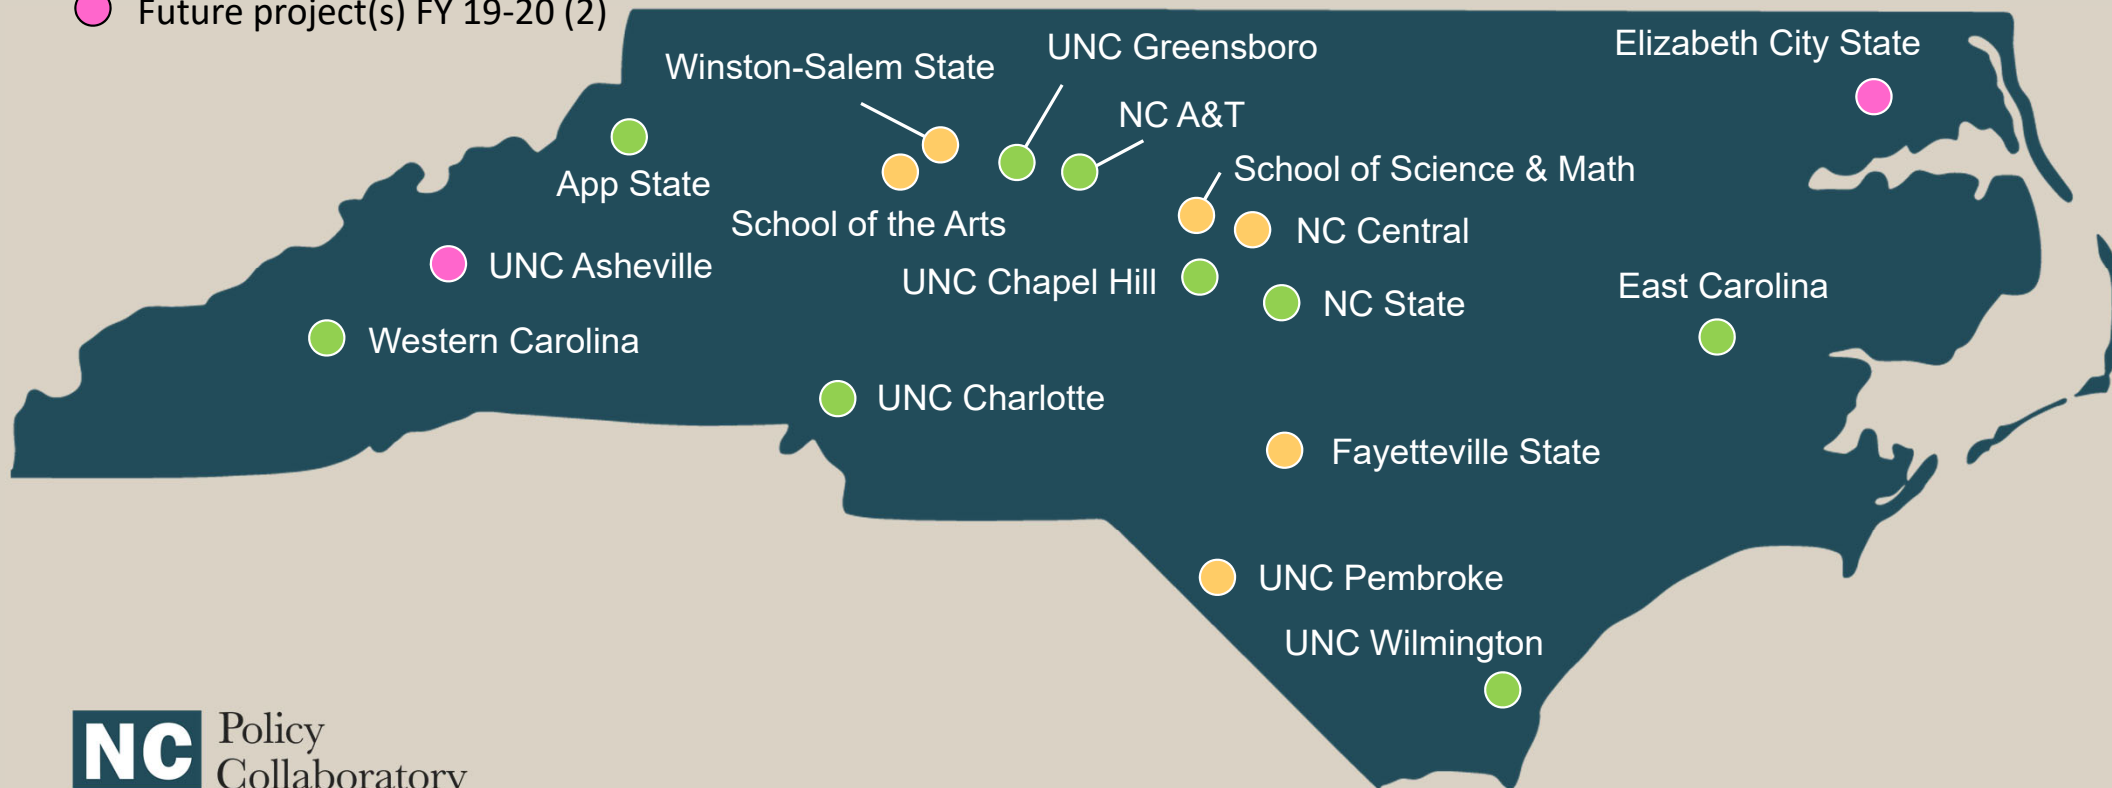 Future project(s) FY 19-20 (2)
UNC Greensboro
Elizabeth City State
Winston-Salem State
NC A&T
School of Science & Math
App State
School of the Arts
NC Central
UNC Asheville
UNC Chapel Hill
East Carolina
NC State
Western Carolina
UNC Charlotte
Fayetteville State
UNC Pembroke
UNC Wilmington
NC
Policy
Collaboratory